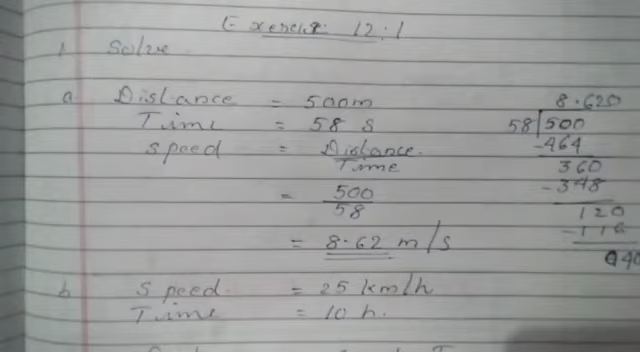 Exercise 12.1
1 Solve
a Distance = 500m
Time = 58 s
Speed = Distance
Time
= 500
58
= 8.62 m/s
8.620
58 500
-464
360
-348
120
-116
040
b Speed = 25 km/h
Time = 10 h.